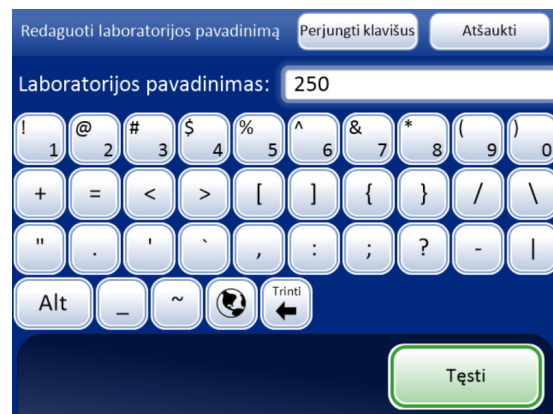 Redaguoti laboratorijos pavadinimą Perjungti klavišus Atšaukti
Laboratorijos pavadinimas: 250
! @ # $ % ^ & * ( )
1 2 3 4 5 6 7 8 9 0
+ = < > [ ] { } / \
" . ' ` , : ; ? - |
Alt _ ~ Trinti
Tęsti